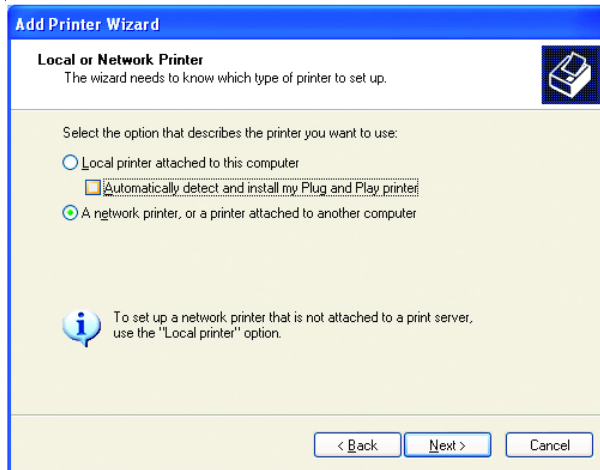 Add Printer Wizard
Local or Network Printer
The wizard needs to know which type of printer to set up.
Select the option that describes the printer you want to use:
Local printer attached to this computer
Automatically detect and install my Plug and Play printer
A network printer, or a printer attached to another computer
To set up a network printer that is not attached to a print server,
use the "Local printer" option.
< Back Next > Cancel